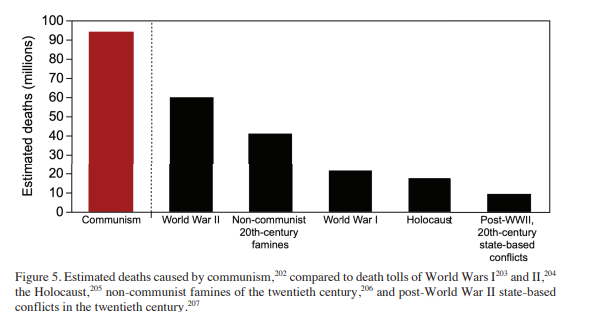 Estimated deaths (millions)
100
90
80
70
60
50
40
30
20
10
0
Communism
World War II
Non-communist
20th-century
famines
World War I
Holocaust
Post-WWII,
20th-century
state-based
conflicts
Figure 5. Estimated deaths caused by communism,202 compared to death tolls of World Wars I203 and II,204
the Holocaust,205 non-communist famines of the twentieth century,206 and post-World War II state-based
conflicts in the twentieth century.207